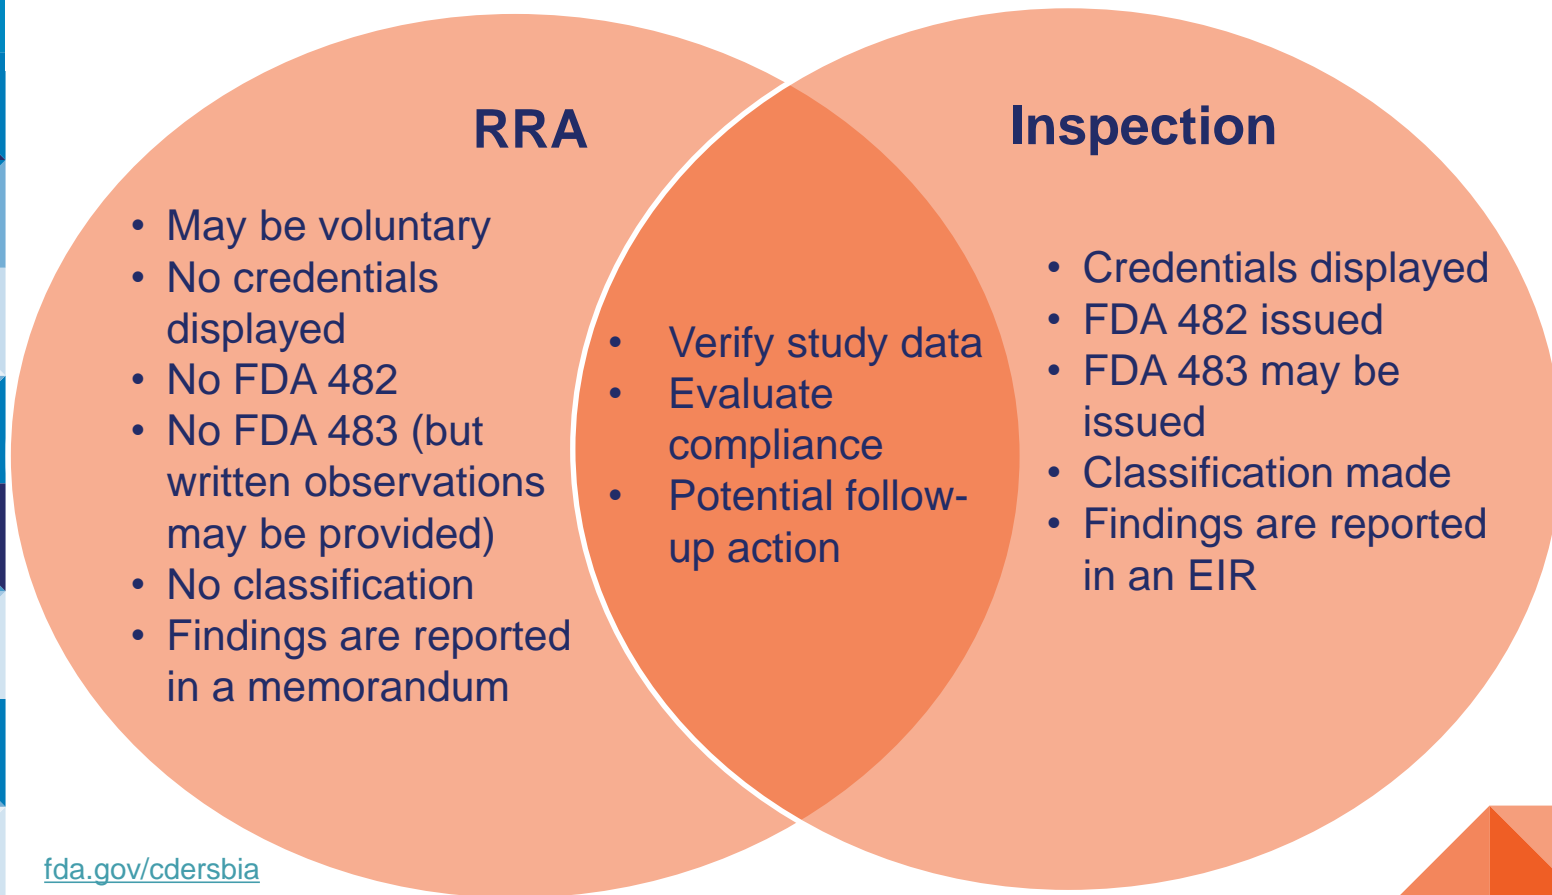 RRA
• May be voluntary
• No credentials
displayed
• No FDA 482
• No FDA 483 (but
written observations
may be provided)
• No classification
• Findings are reported
in a memorandum
• Verify study data
• Evaluate
compliance
• Potential follow-
up action
Inspection
• Credentials displayed
• FDA 482 issued
• FDA 483 may be
issued
• Classification made
• Findings are reported
in an EIR
fda.gov/cdersbia